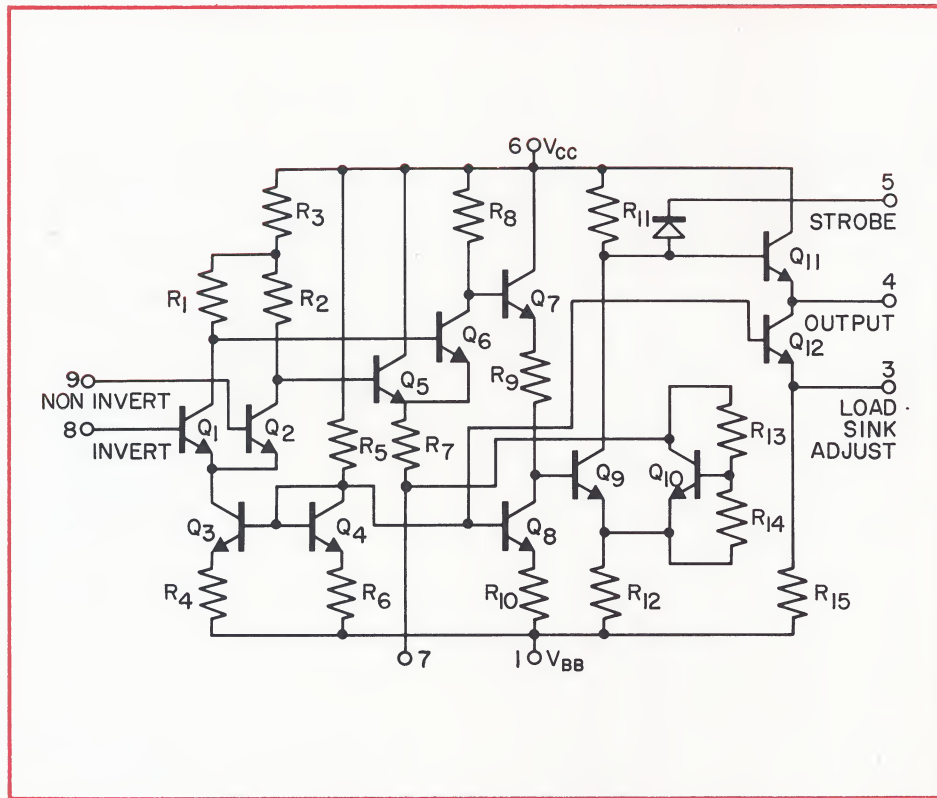 6 VCC
5
STROBE
R3
R8
R11
Q11
4
OUTPUT
R1
R2
Q7
Q6
Q12
9
NON INVERT
8
INVERT
Q5
R9
3
LOAD
SINK
ADJUST
Q1
Q2
R5
R7
Q9
Q10
R13
R14
Q3
Q4
Q8
R4
R6
R10
R12
R15
7
1 VBB